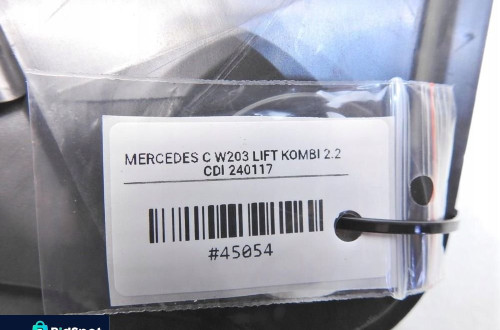 MERCEDES C W203 LIFT KOMBI 2.2
CDI 240117
#45054